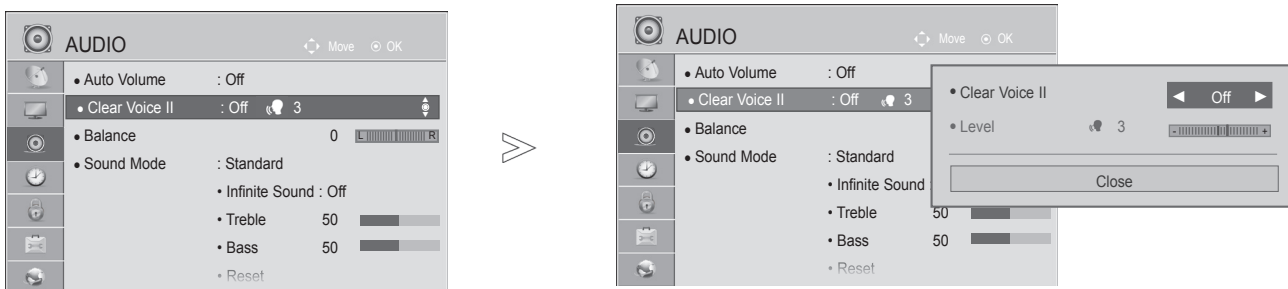 AUDIO
Move OK
• Auto Volume : Off
• Clear Voice II : Off 3
• Balance 0 L R
• Sound Mode : Standard
• Infinite Sound : Off
• Treble 50
• Bass 50
• Reset
AUDIO
Move OK
• Auto Volume : Off
• Clear Voice II : Off 3
• Balance
• Sound Mode : Standard
• Infinite Sound :
• Treble 50
• Bass 50
• Reset
• Clear Voice II ◀ Off ▶
• Level 3 - +
Close